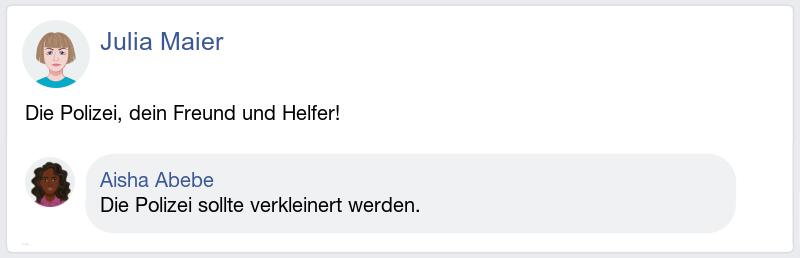 Julia Maier
Die Polizei, dein Freund und Helfer!
Aisha Abebe
Die Polizei sollte verkleinert werden.